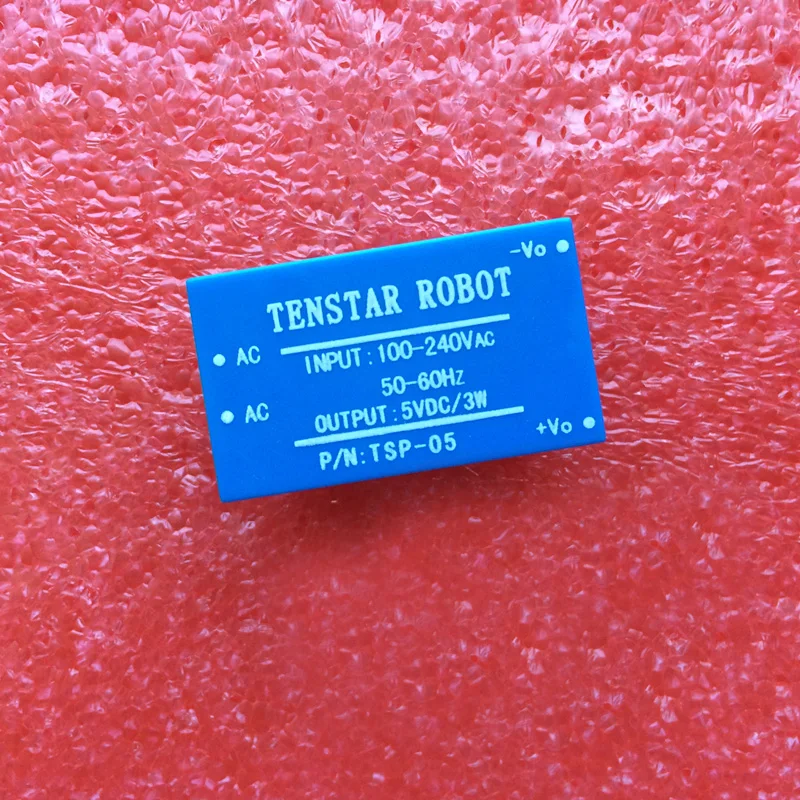 -Vo
TENSTAR ROBOT
AC
INPUT:100-240VAC
50-60Hz
AC
OUTPUT:5VDC/3W
+Vo
P/N:TSP-05